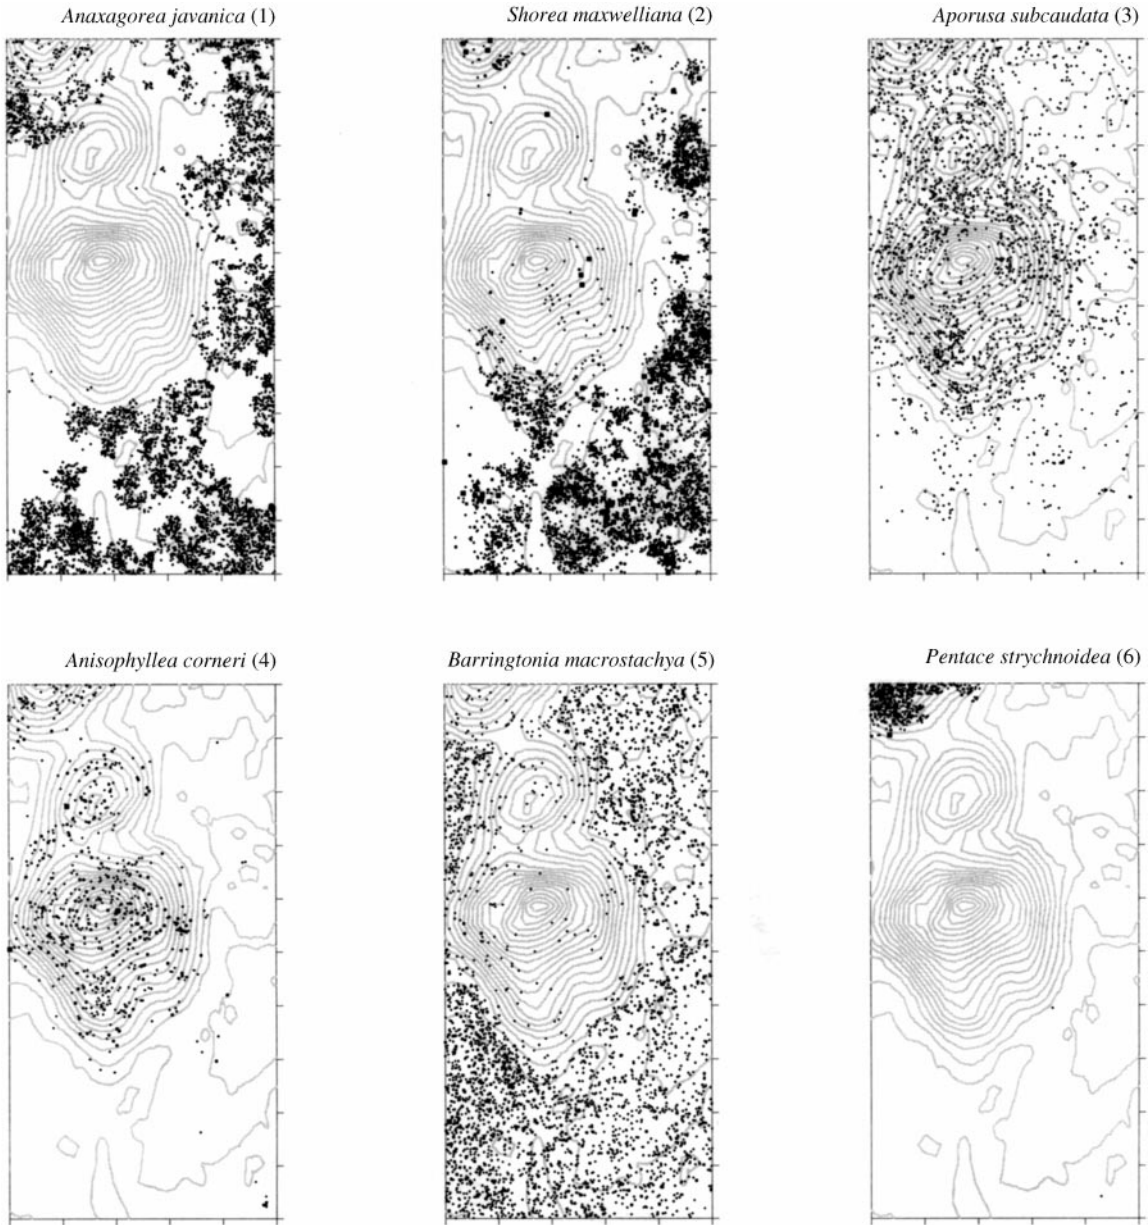 Anaxagorea javanica (1)
Shorea maxwelliana (2)
Aporusa subcaudata (3)
Anisophyllea corneri (4)
Barringtonia macrostachya (5)
Pentace strychnoidea (6)